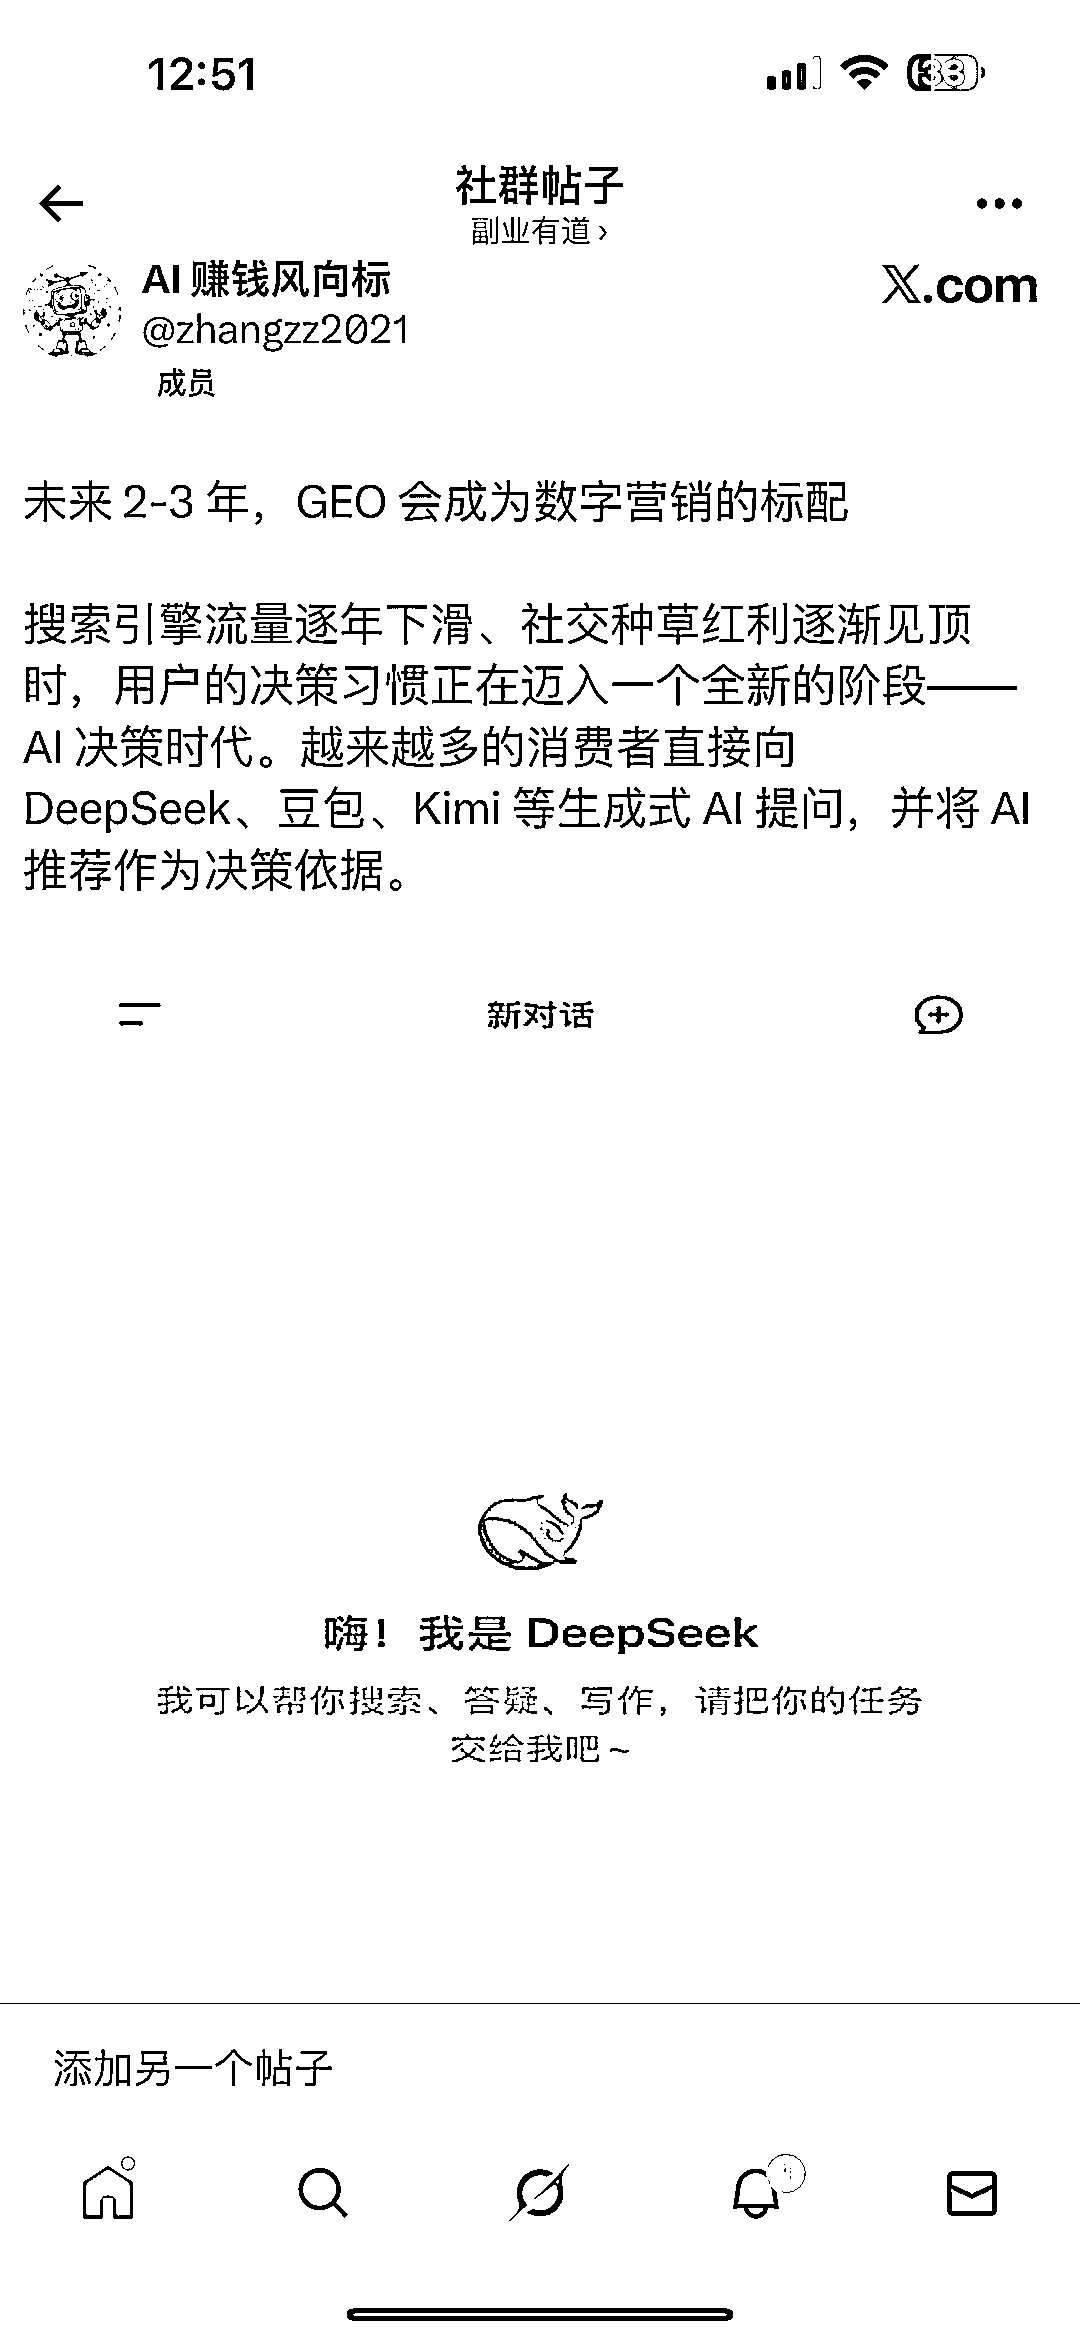 12:51
38
社群帖子
副业有道 ›
AI 赚钱风向标
𝕏.com
@zhangzz2021
成员
未来 2-3 年，GEO 会成为数字营销的标配
搜索引擎流量逐年下滑、社交种草红利逐渐见顶
时，用户的决策习惯正在迈入一个全新的阶段——
AI 决策时代。越来越多的消费者直接向
DeepSeek、豆包、Kimi 等生成式 AI 提问，并将 AI
推荐作为决策依据。
新对话
嗨！我是 DeepSeek
我可以帮你搜索、答疑、写作，请把你的任务
交给我吧 ~
添加另一个帖子